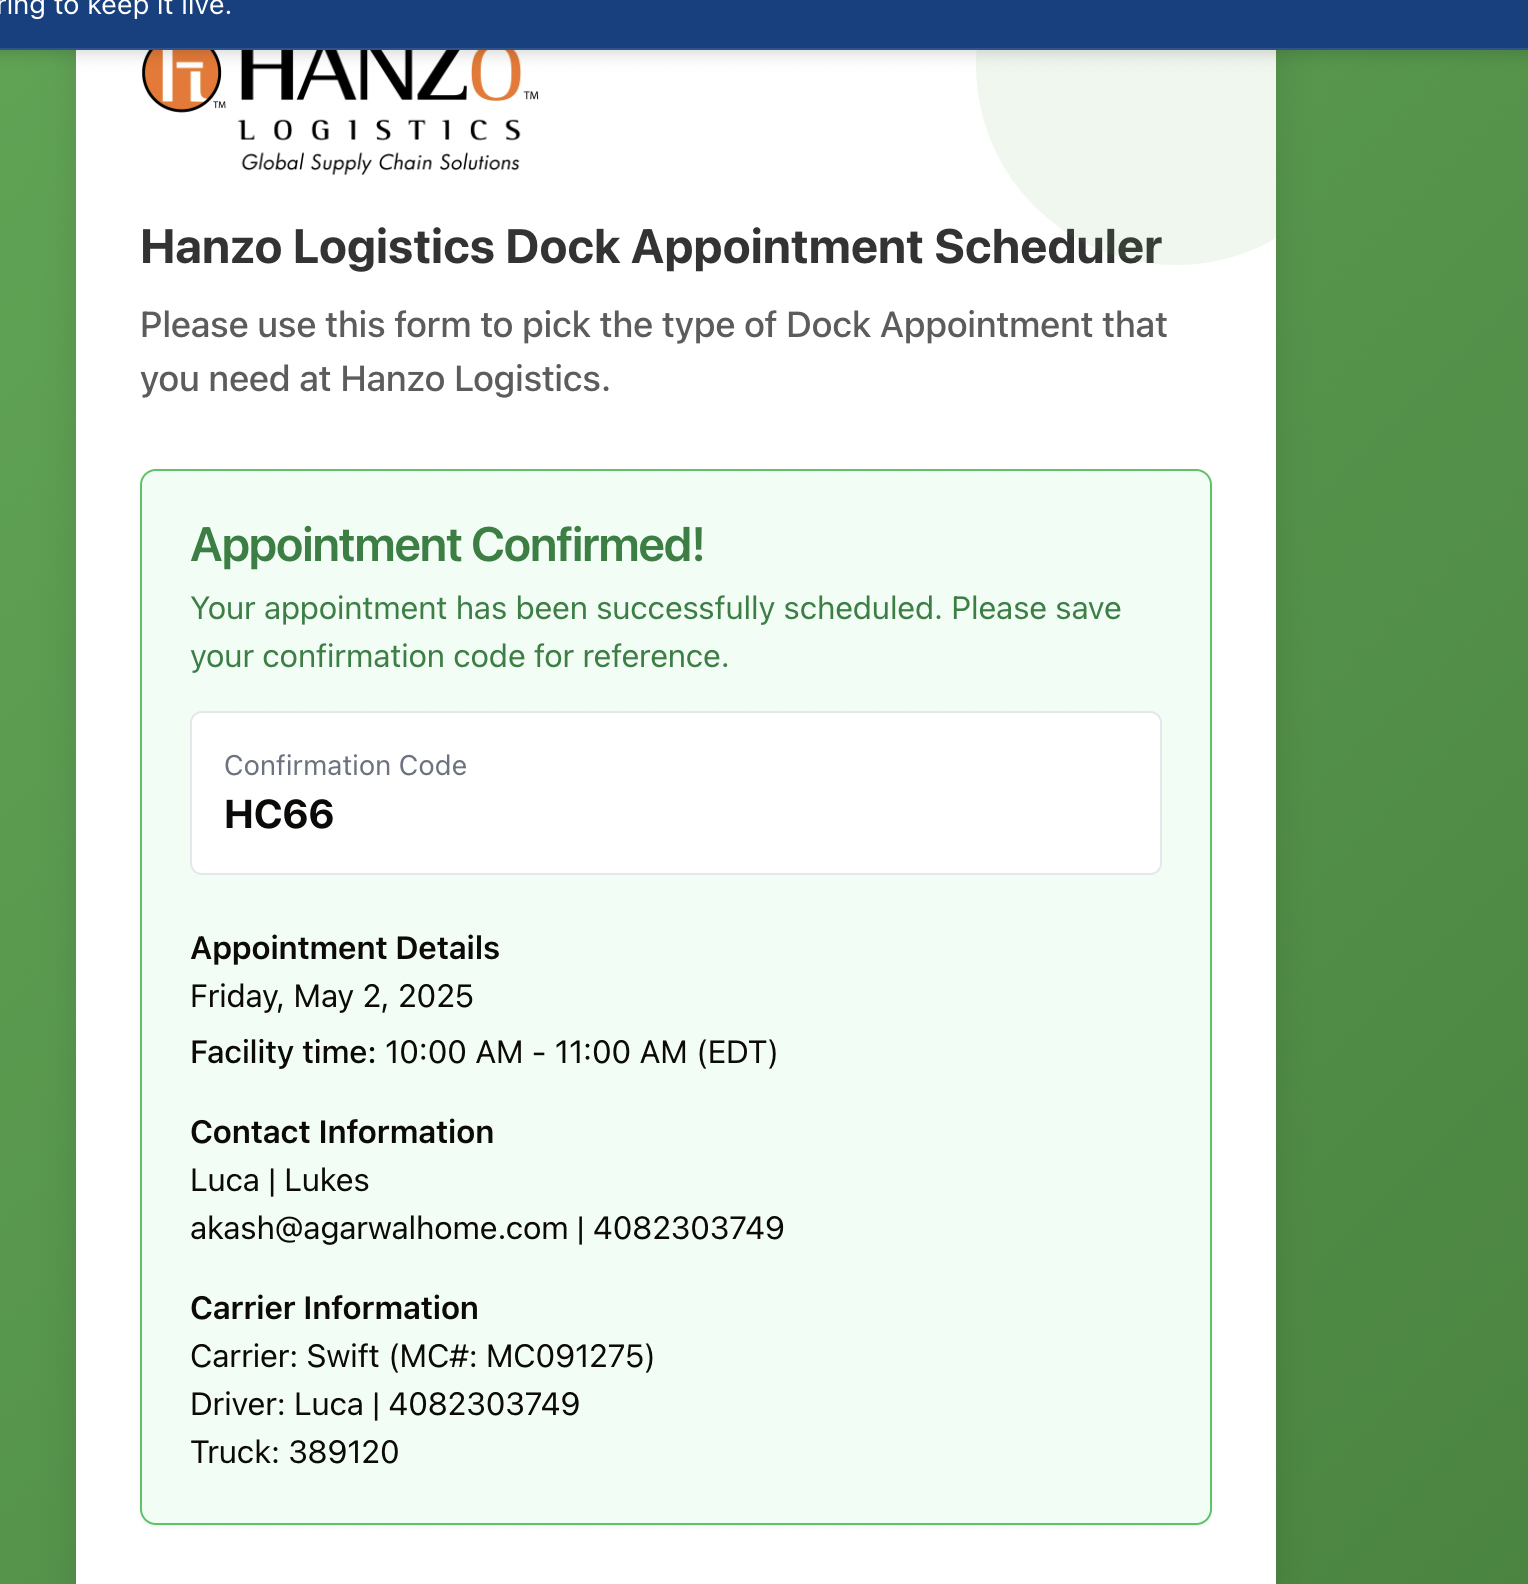 ring to keep it live.
HANZO TM
TM
LOGISTICS
Global Supply Chain Solutions
Hanzo Logistics Dock Appointment Scheduler
Please use this form to pick the type of Dock Appointment that
you need at Hanzo Logistics.
Appointment Confirmed!
Your appointment has been successfully scheduled. Please save
your confirmation code for reference.
Confirmation Code
HC66
Appointment Details
Friday, May 2, 2025
Facility time: 10:00 AM - 11:00 AM (EDT)
Contact Information
Luca | Lukes
akash@agarwalhome.com | 4082303749
Carrier Information
Carrier: Swift (MC#: MC091275)
Driver: Luca | 4082303749
Truck: 389120